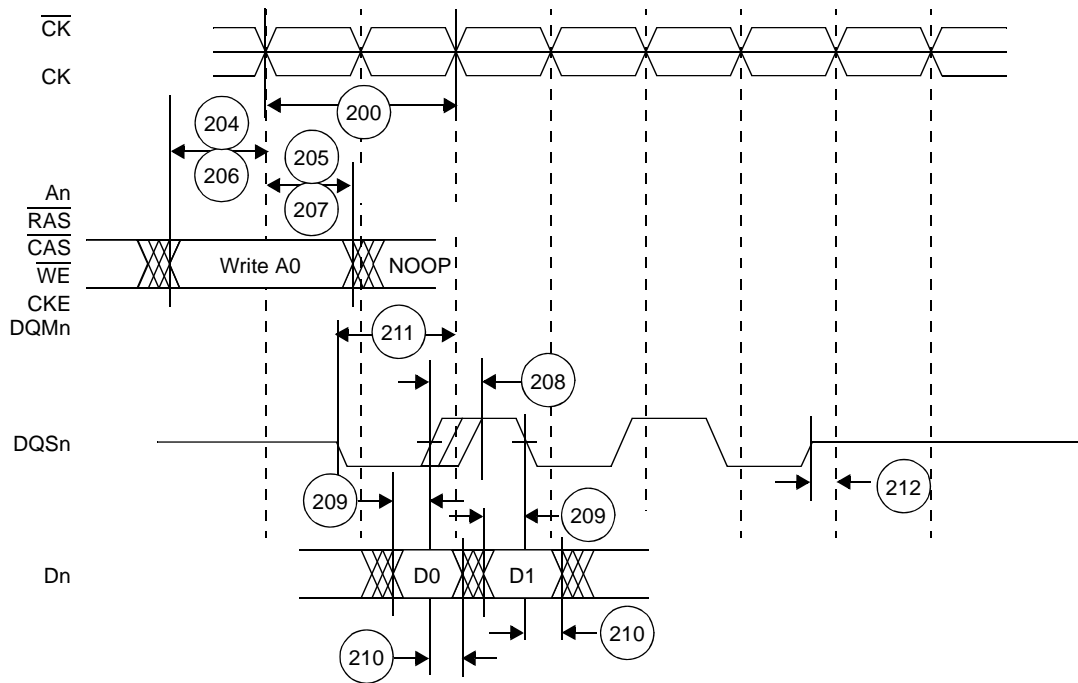 CK
CK
200
204
206
205
207
An
RAS
CAS
WE
CKE
DQMn
Write A0
NOOP
211
208
DQSn
209
209
212
Dn
D0
D1
210
210